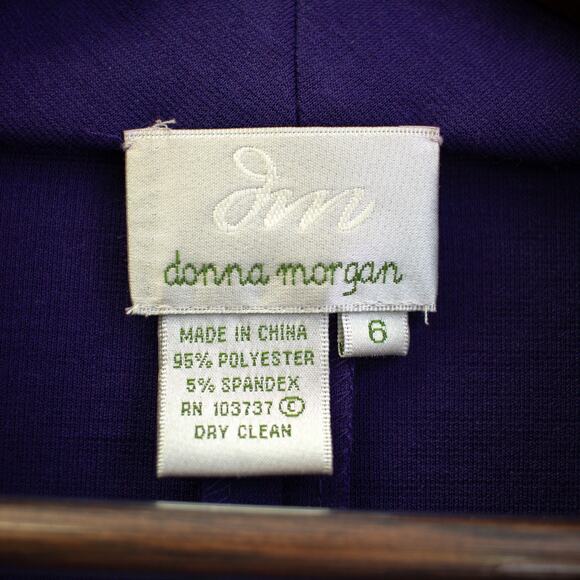 dm
donna morgan
6
MADE IN CHINA
95% POLYESTER
5% SPANDEX
RN 103737 ©
DRY CLEAN